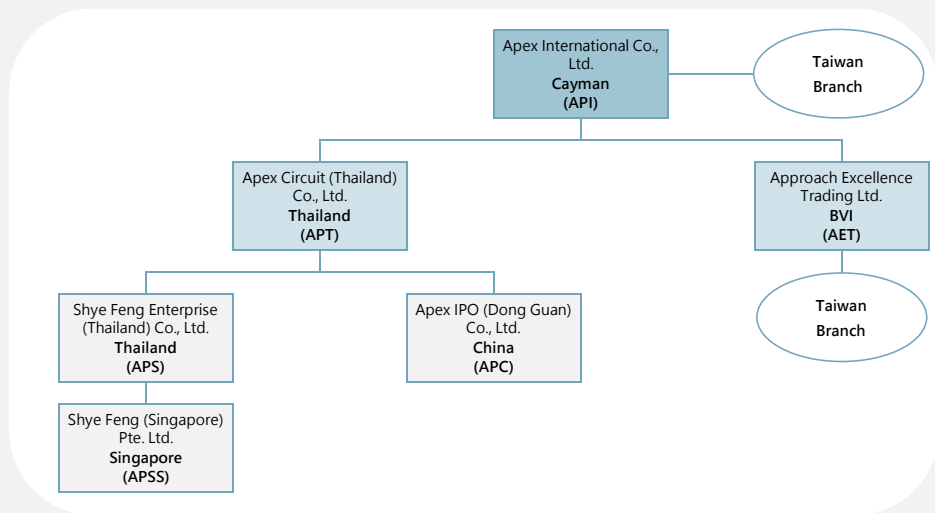 Apex International Co.,
Ltd.
Cayman
(API)
Taiwan
Branch
Apex Circuit (Thailand)
Co., Ltd.
Thailand
(APT)
Approach Excellence
Trading Ltd.
BVI
(AET)
Shye Feng Enterprise
(Thailand) Co., Ltd.
Thailand
(APS)
Apex IPO (Dong Guan)
Co., Ltd.
China
(APC)
Taiwan
Branch
Shye Feng (Singapore)
Pte. Ltd.
Singapore
(APSS)